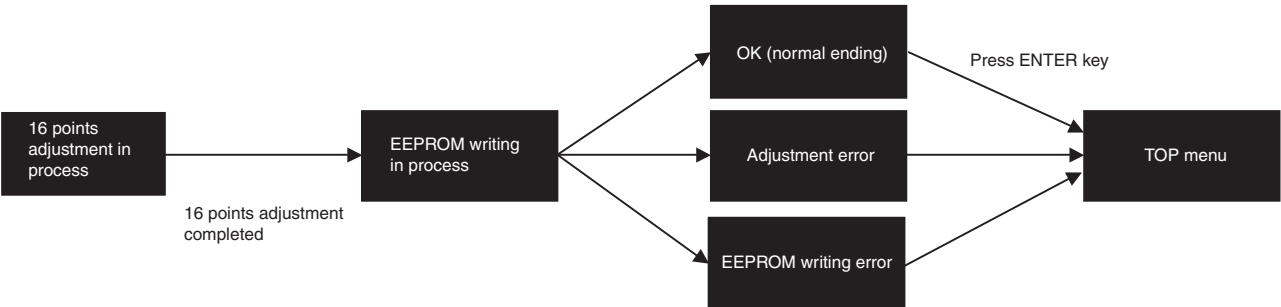 16 points
adjustment in
process
16 points adjustment
completed
EEPROM writing
in process
OK (normal ending)
Adjustment error
EEPROM writing error
Press ENTER key
TOP menu